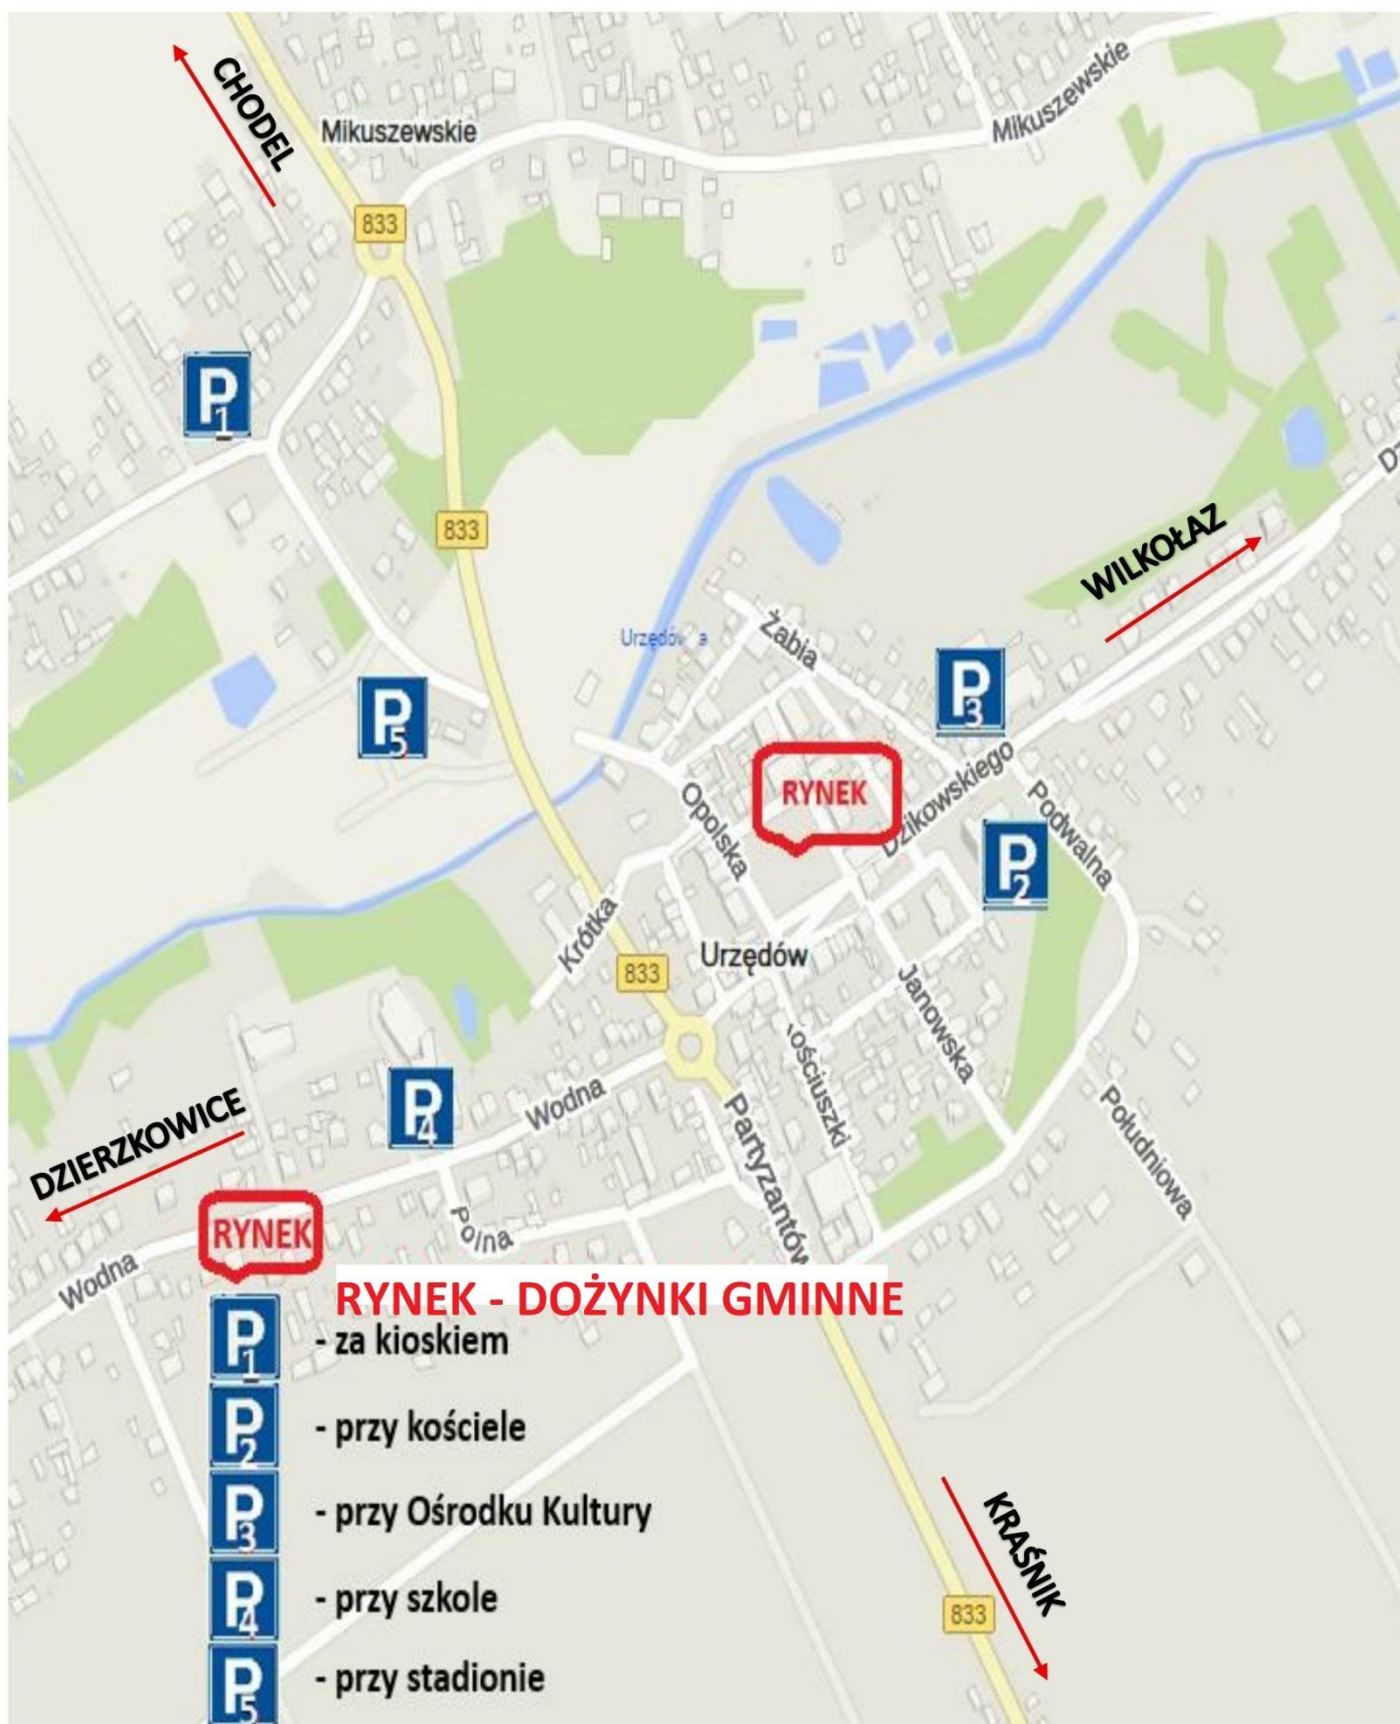 CHODEL
Mikuszewskie
Mikuszewskie
833
P1
833
WILKOŁAZ
Żabia
P3
P5
RYNEK
Opolska
Dzikowskiego
Podwalna
P2
Krótka
Urzędów
833
Janowska
P4
Wodna
Partyzantów
Południowa
DZIERZKOWICE
RYNEK
Polna
Wodna
RYNEK - DOŻYNKI GMINNE
P1 - za kioskiem
P2 - przy kościele
P3 - przy Ośrodku Kultury
P4 - przy szkole
P5 - przy stadionie
KRAŚNIK
833